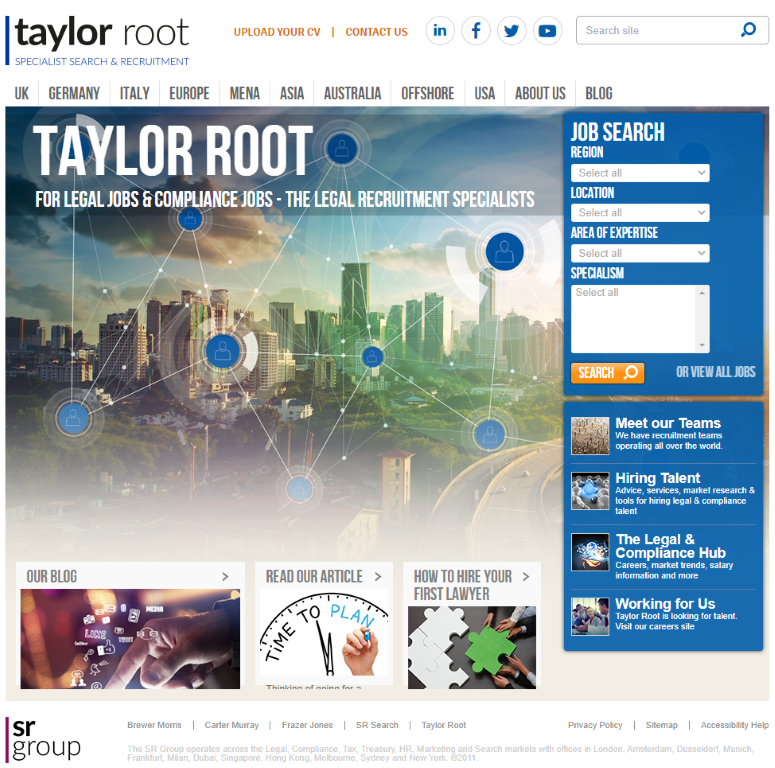 taylor root
SPECIALIST SEARCH & RECRUITMENT
UPLOAD YOUR CV | CONTACT US
in
f
Search site
UK
GERMANY
ITALY
EUROPE
MENA
ASIA
AUSTRALIA
OFFSHORE
USA
ABOUT US
BLOG
TAYLOR ROOT
FOR LEGAL JOBS & COMPLIANCE JOBS - THE LEGAL RECRUITMENT SPECIALISTS
JOB SEARCH
REGION
Select all
LOCATION
Select all
AREA OF EXPERTISE
Select all
SPECIALISM
Select all
SEARCH
OR VIEW ALL JOBS
Meet our Teams
We have recruitment teams
operating all over the world.
Hiring Talent
Advice, services, market research &
tools for hiring legal & compliance
talent
The Legal &
Compliance Hub
Careers, market trends, salary
information and more
Working for Us
Taylor Root is looking for talent.
Visit our careers site
OUR BLOG >
MEDIA
LIKE
READ OUR ARTICLE >
TIME TO PLAN
Thinking of going for a
HOW TO HIRE YOUR >
FIRST LAWYER
sr
group
Brewer Morris | Carter Murray | Frazer Jones | SR Search | Taylor Root
Privacy Policy | Sitemap | Accessibility Help
The SR Group operates across the Legal, Compliance, Tax, Treasury, HR, Marketing and Search markets with offices in London, Amsterdam, Düsseldorf, Munich,
Frankfurt, Milan, Dubai, Singapore, Hong Kong, Melbourne, Sydney and New York. ©2011.